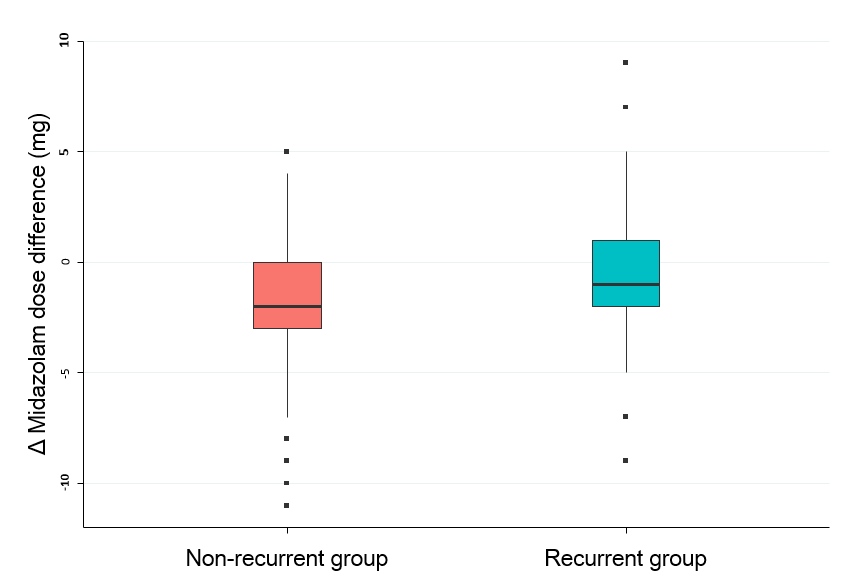 Δ Midazolam dose difference (mg)
10
5
0
-5
-10
Non-recurrent group
Recurrent group